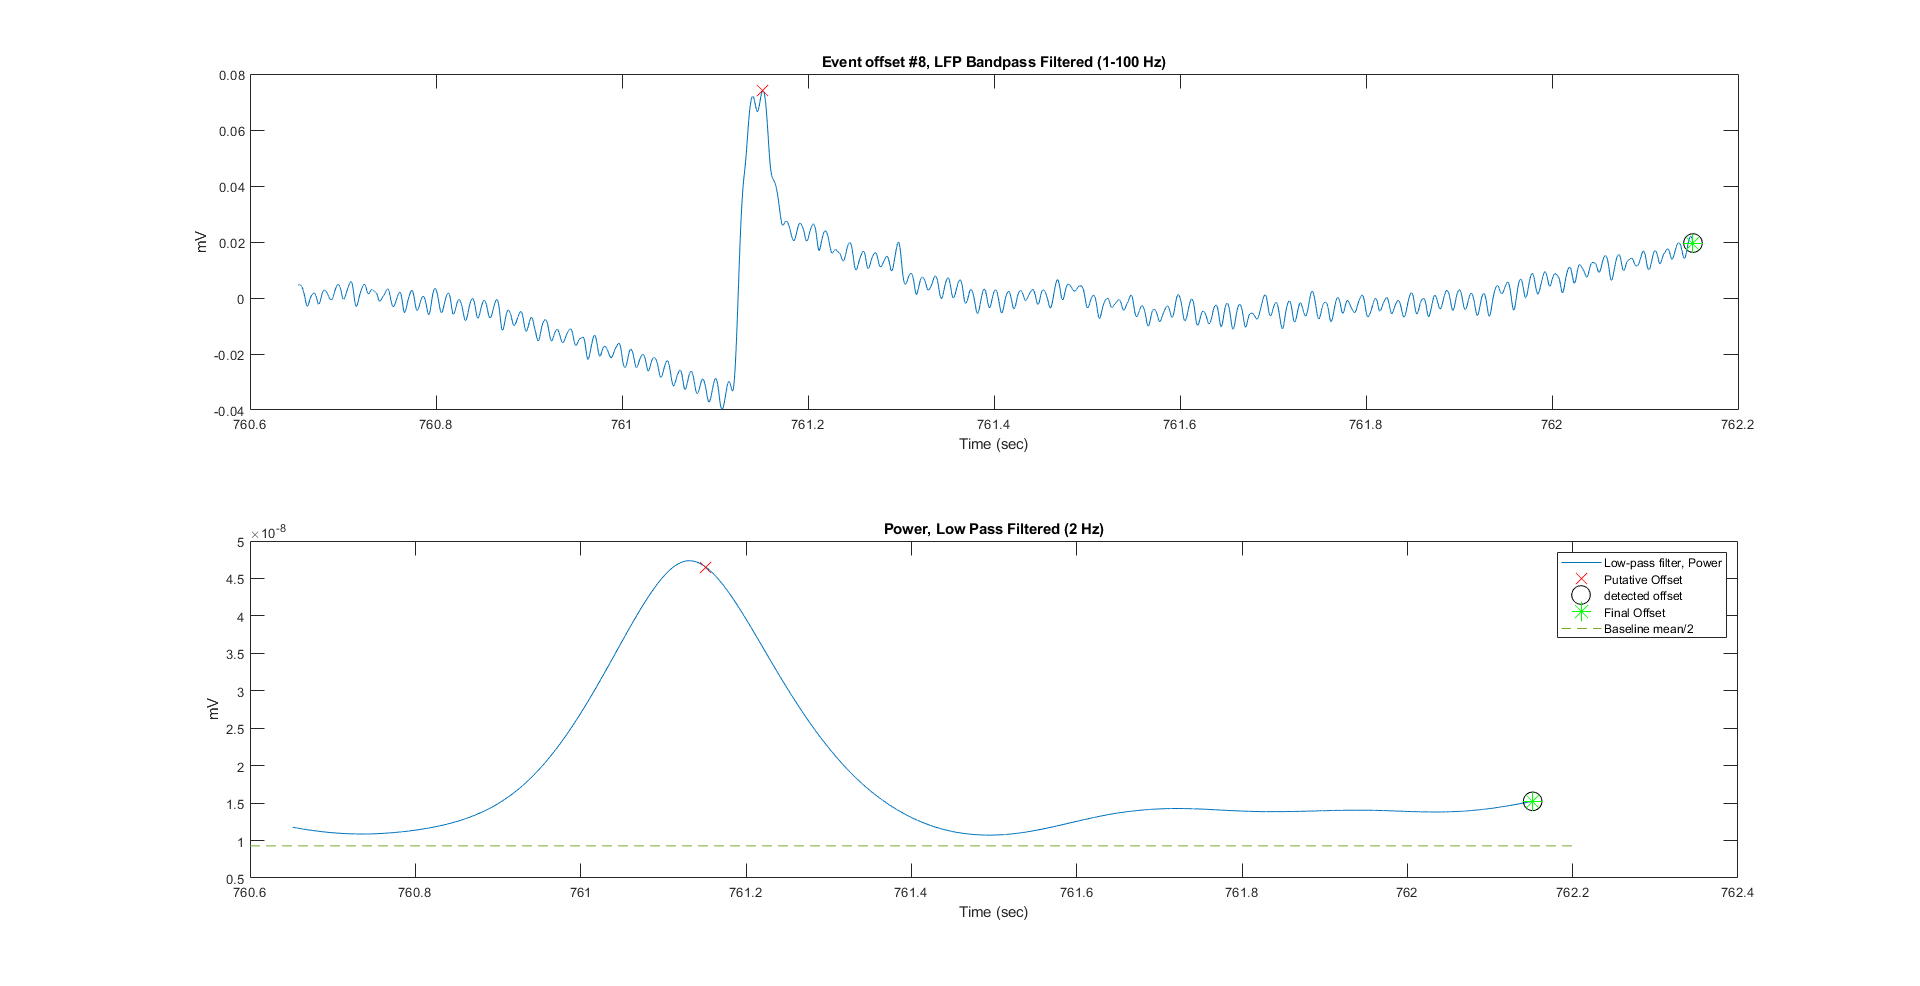 Event offset #8, LFP Bandpass Filtered (1-100 Hz)
0.08
0.06
0.04
0.02
0
-0.02
-0.04
mV
760.6 760.8 761 761.2 761.4 761.6 761.8 762 762.2
Time (sec)
Power, Low Pass Filtered (2 Hz)
×10-8
5
4.5
4
3.5
3
2.5
2
1.5
1
0.5
mV
Low-pass filter, Power
Putative Offset
detected offset
Final Offset
Baseline mean/2
760.6 760.8 761 761.2 761.4 761.6 761.8 762 762.2 762.4
Time (sec)